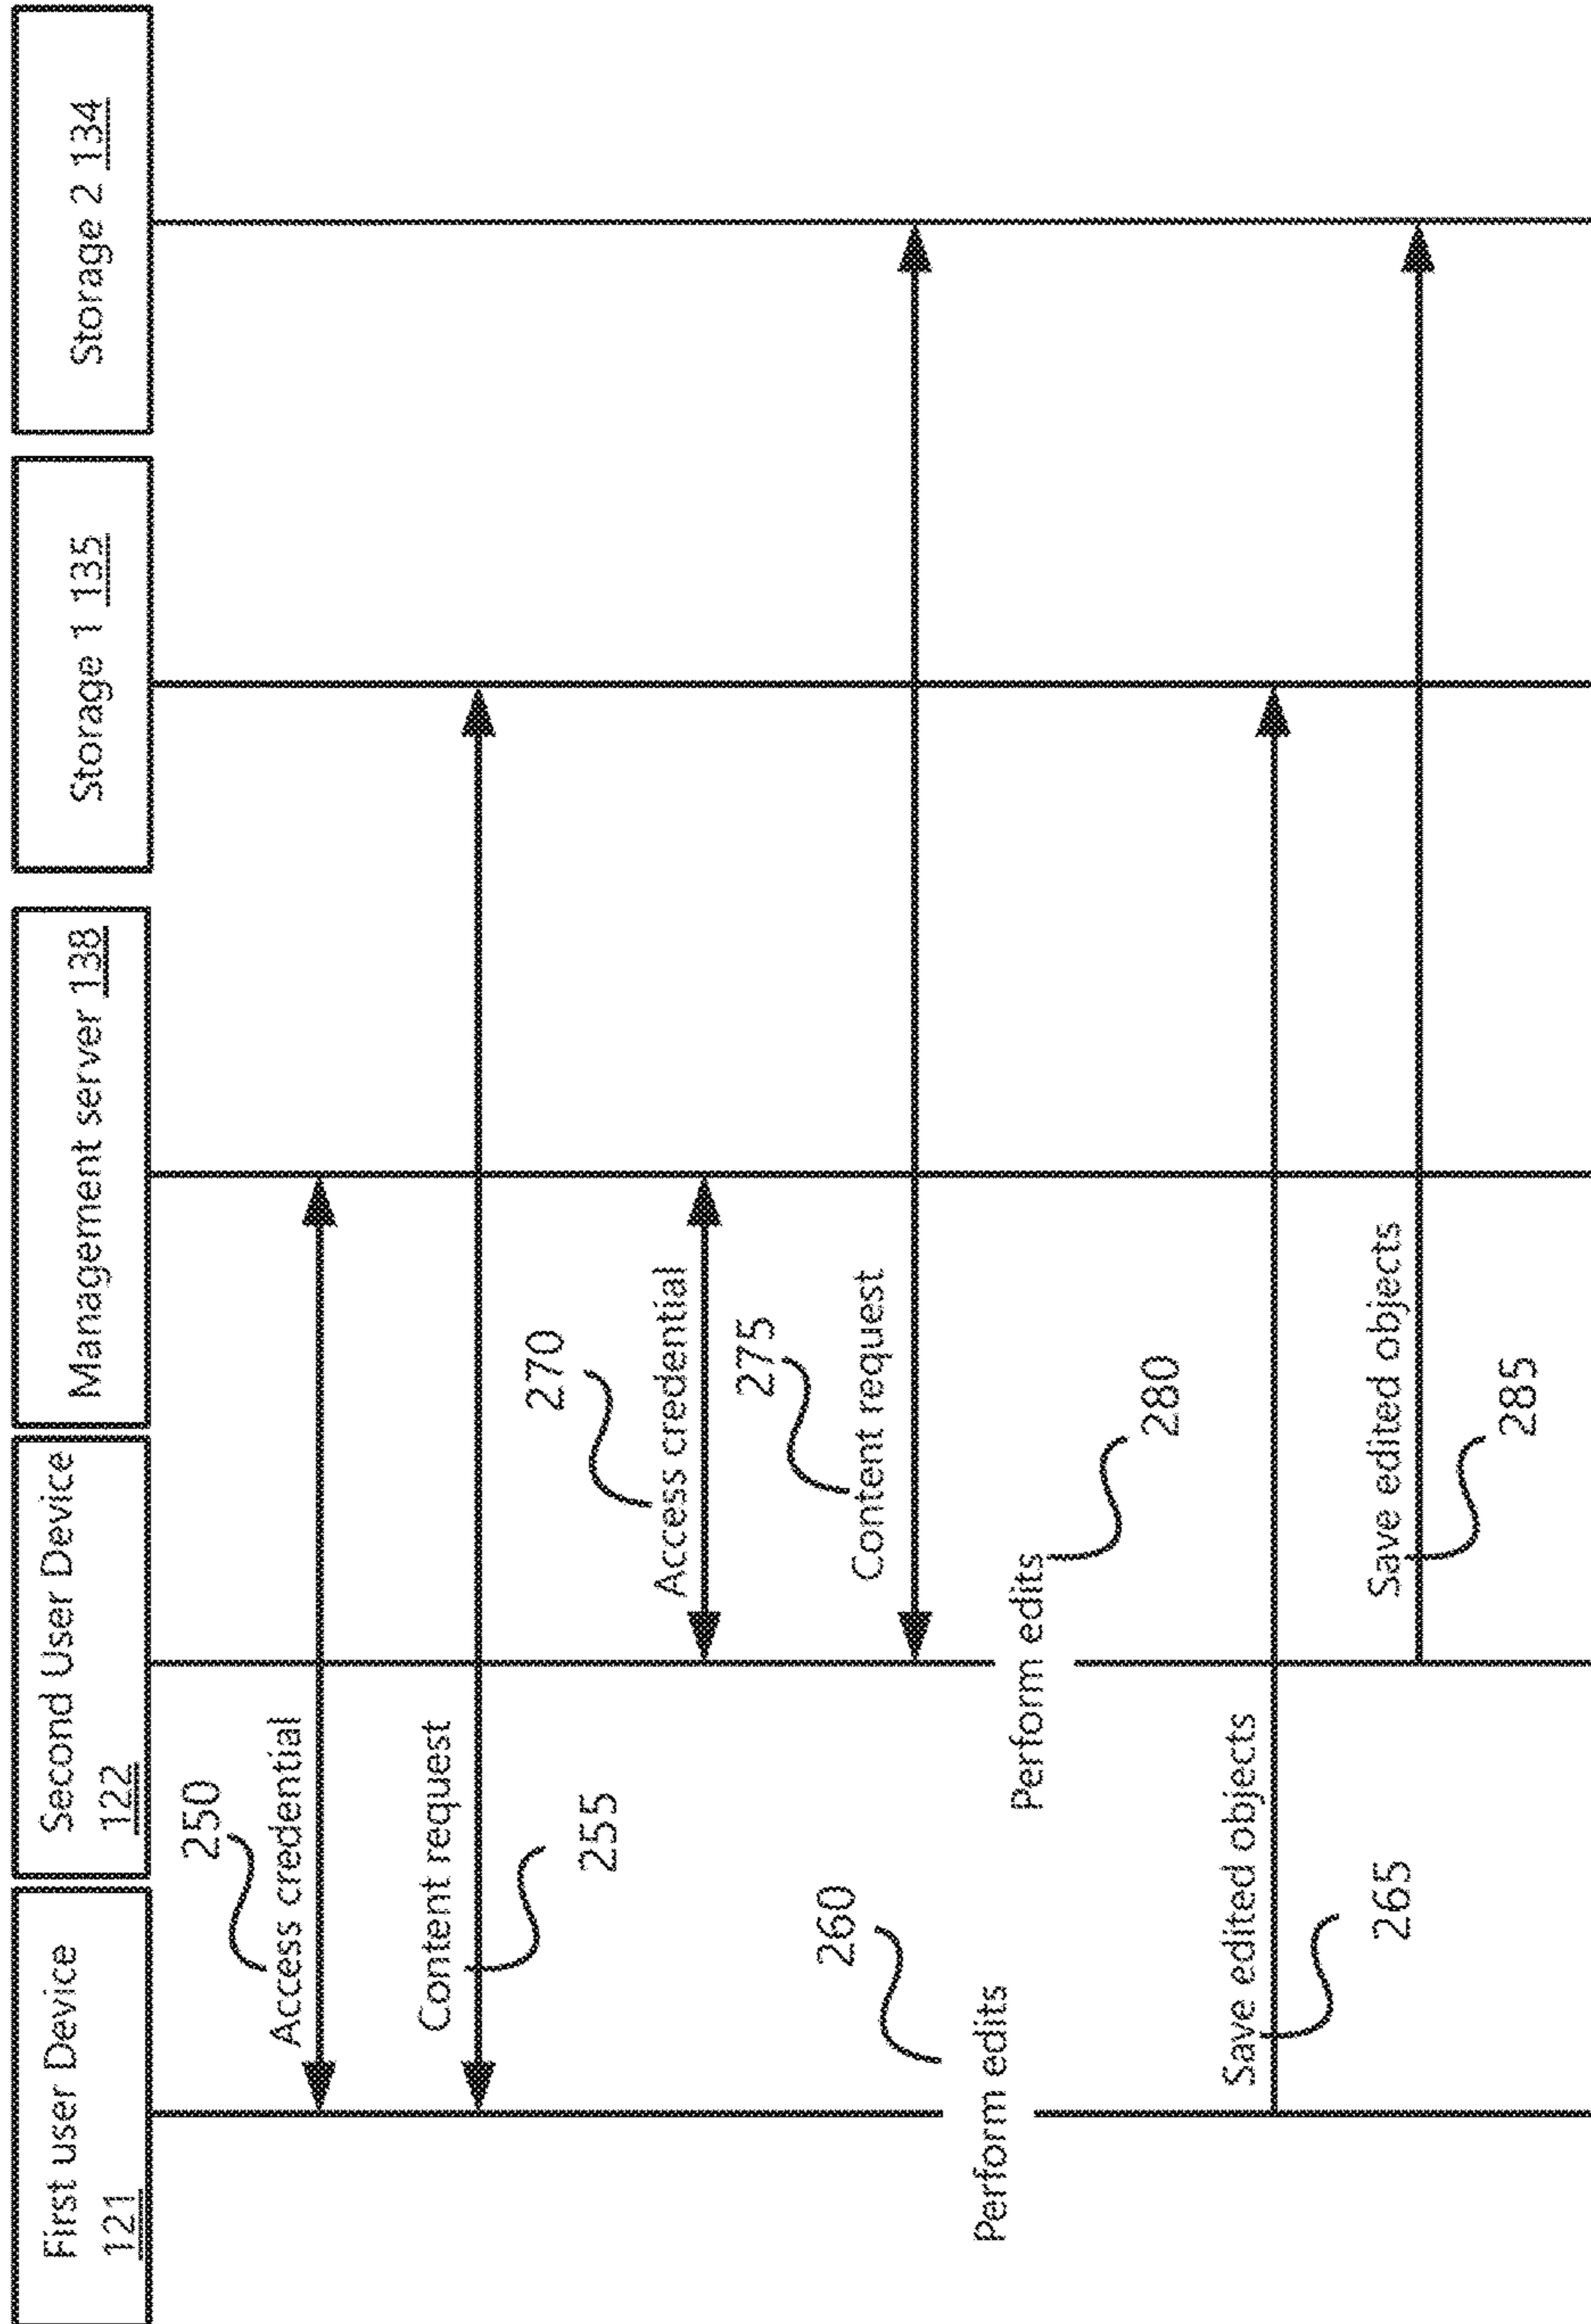 First user Device
121
Second User Device
122
Management server 138
Storage 1 135
Storage 2 134
250
Access credential
Content request
255
270
Access credential
275
Content request
260
Perform edits
Perform edits
280
Save edited objects
265
Save edited objects
285